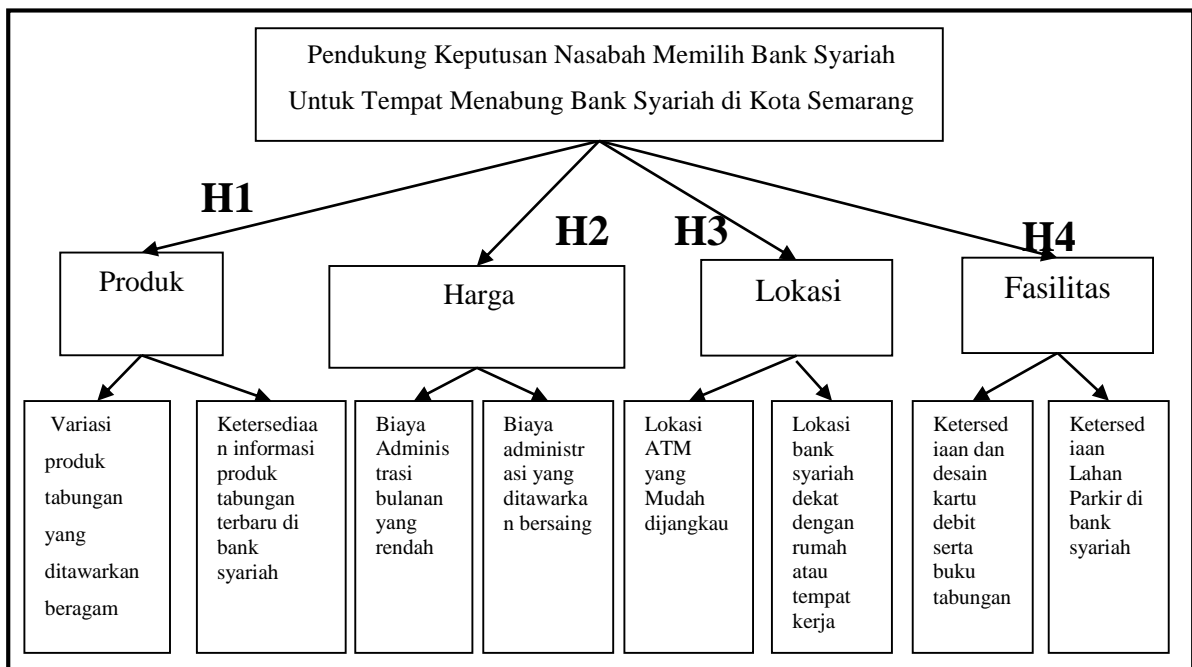 Pendukung Keputusan Nasabah Memilih Bank Syariah
Untuk Tempat Menabung Bank Syariah di Kota Semarang
H1
H2
H3
H4
Produk
Harga
Lokasi
Fasilitas
Variasi
produk
tabungan
yang
ditawarkan
beragam
Ketersediaa
n informasi
produk
tabungan
terbaru di
bank
syariah
Biaya
Adminis
trasi
bulanan
yang
rendah
Biaya
administr
asi yang
ditawarka
n bersaing
Lokasi
ATM
yang
Mudah
dijangkau
Lokasi
bank
syariah
dekat
dengan
rumah
atau
tempat
kerja
Ketersed
iaan dan
desain
kartu
debit
serta
buku
tabungan
Ketersed
iaan
Lahan
Parkir di
bank
syariah